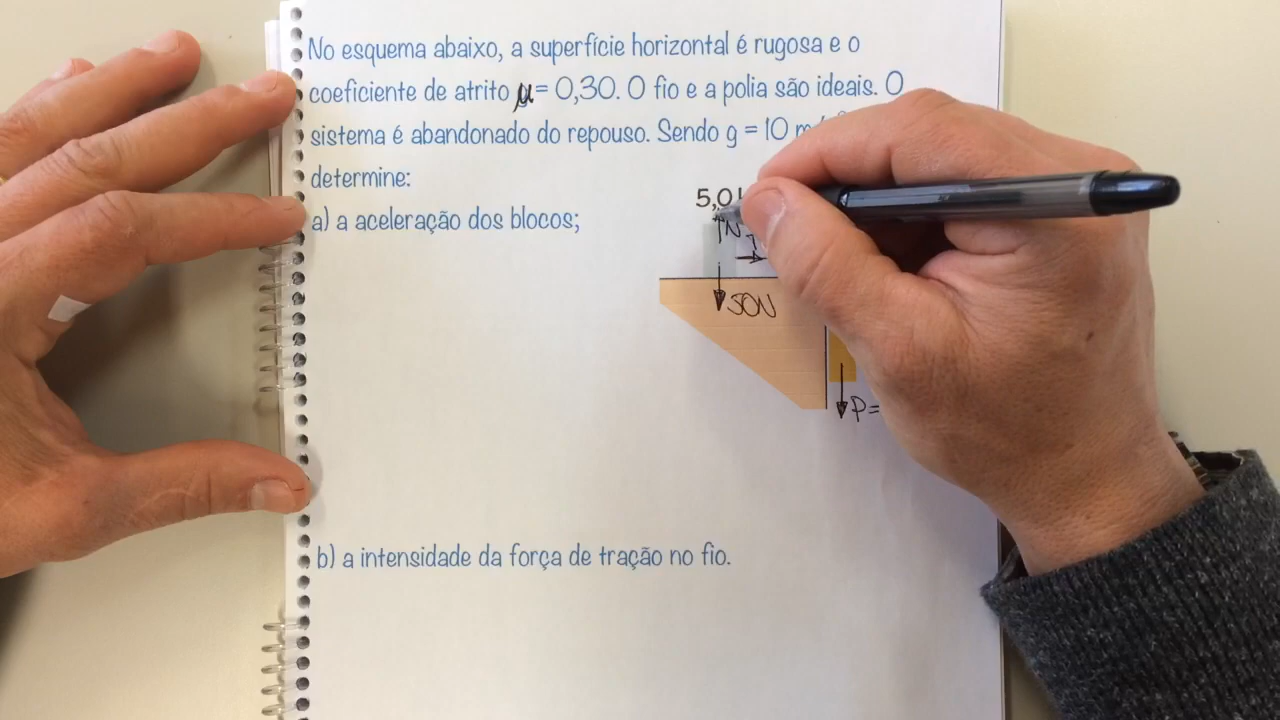 No esquema abaixo, a superfície horizontal é rugosa e o
coeficiente de atrito μ= 0,30. O fio e a polia são ideais. O
sistema é abandonado do repouso. Sendo g = 10
determine:
5,0
a) a aceleração dos blocos;
N
T
50N
P=
b) a intensidade da força de tração no fio.